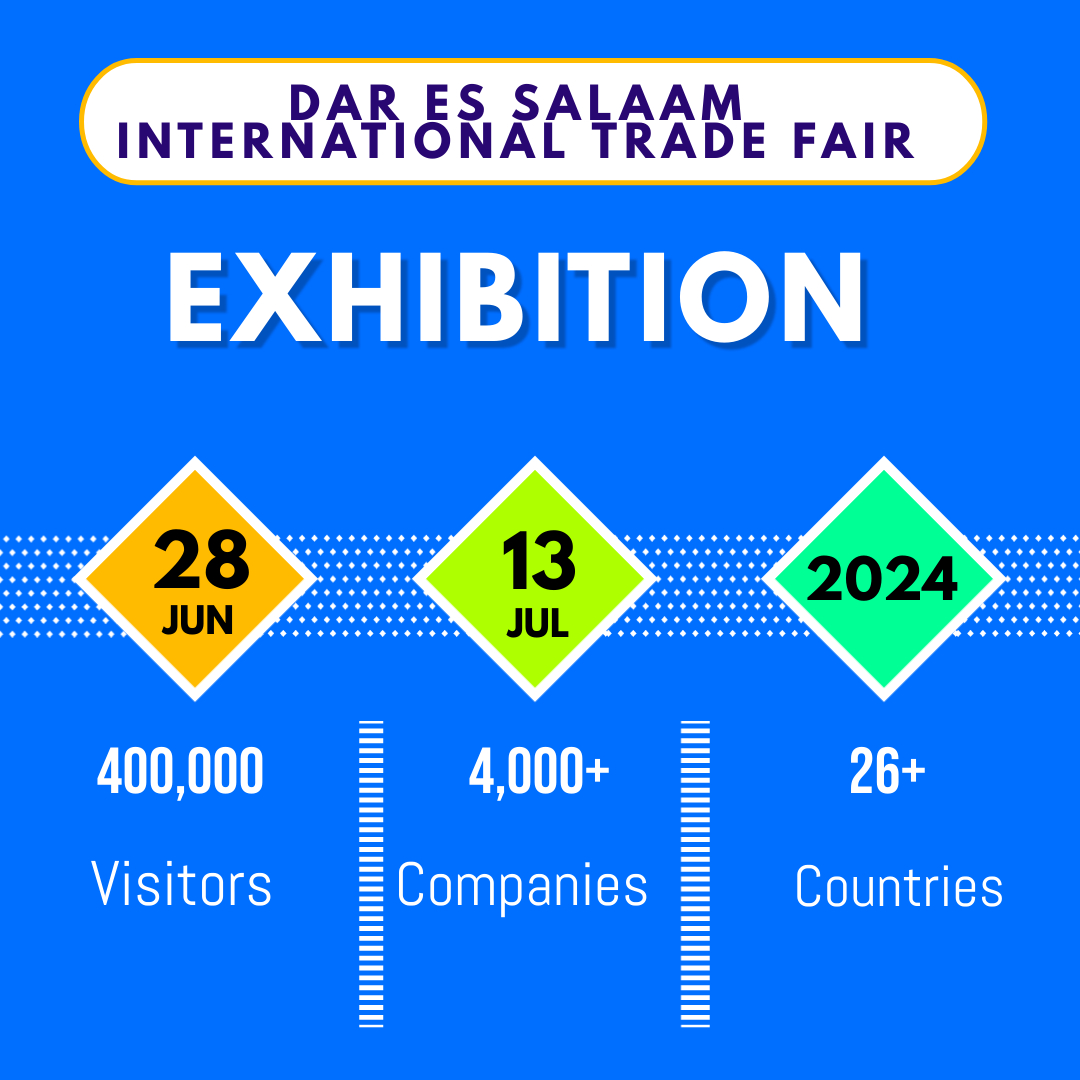 DAR ES SALAAM
INTERNATIONAL TRADE FAIR
EXHIBITION
28
JUN
13
JUL
2024
400,000
Visitors
4,000+
Companies
26+
Countries